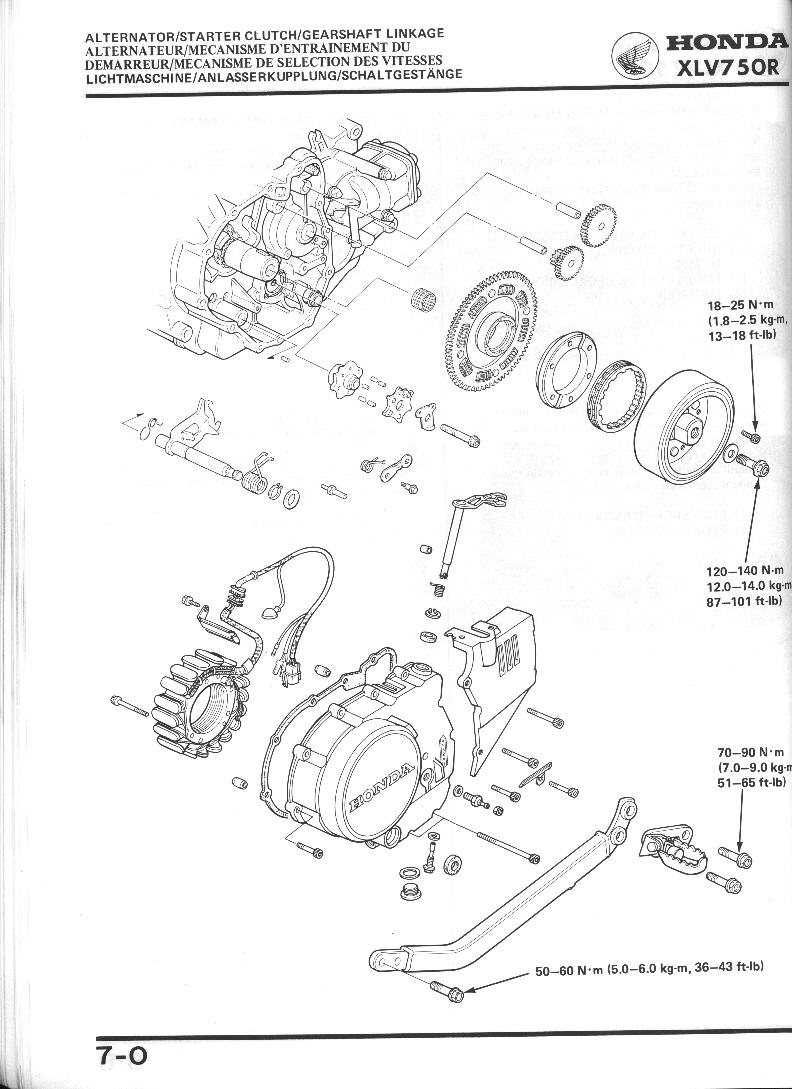 ALTERNATOR/STARTER CLUTCH/GEARSHAFT LINKAGE
ALTERNATEUR/MECANISME D'ENTRAINEMENT DU
DEMARREUR/MECANISME DE SELECTION DES VITESSES
LICHTMASCHINE/ANLASSERKUPPLUNG/SCHALTGESTÄNGE
HONDA
XLV750R
18–25 N·m
(1.8–2.5 kg-m,
13–18 ft-lb)
120–140 N·m
12.0–14.0 kg-m
87–101 ft-lb)
70–90 N·m
(7.0–9.0 kg-m
51–65 ft-lb)
HONDA
50–60 N·m (5.0–6.0 kg-m, 36–43 ft-lb)
7-0